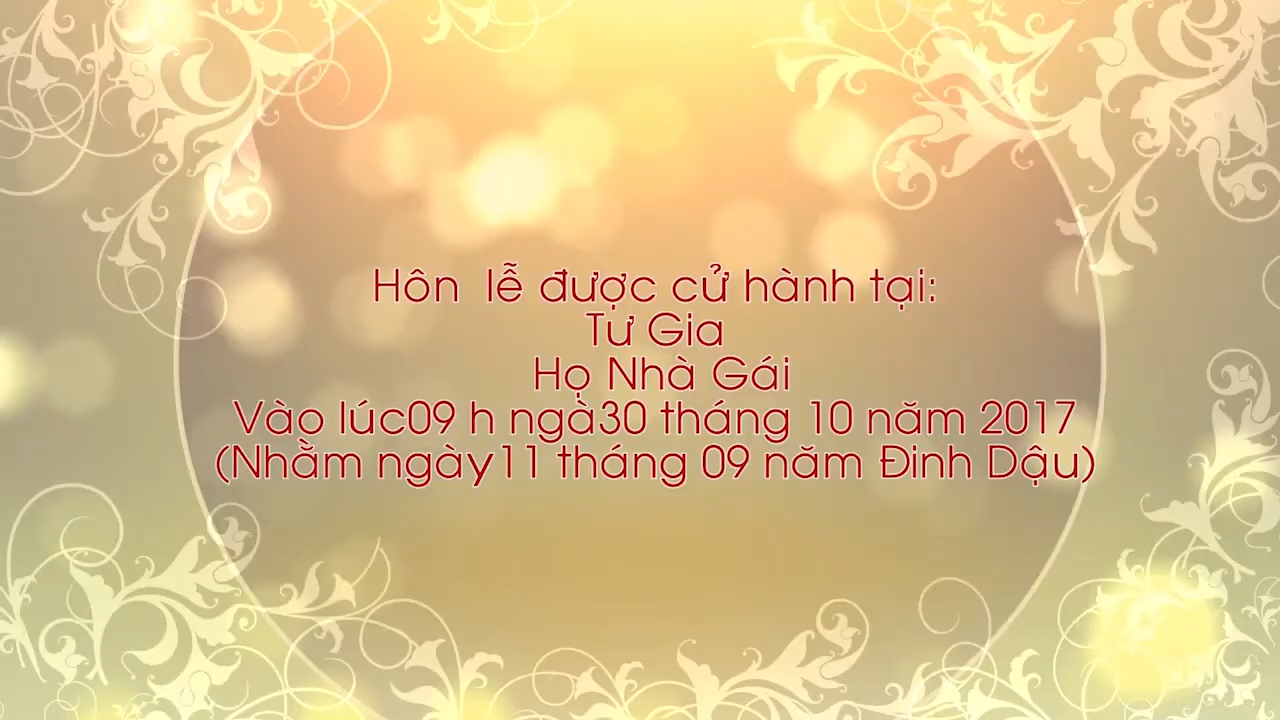 Hôn lễ được cử hành tại:
Tư Gia
Họ Nhà Gái
Vào lúc09 h ngà30 tháng 10 năm 2017
(Nhằm ngày11 tháng 09 năm Đinh Dậu)